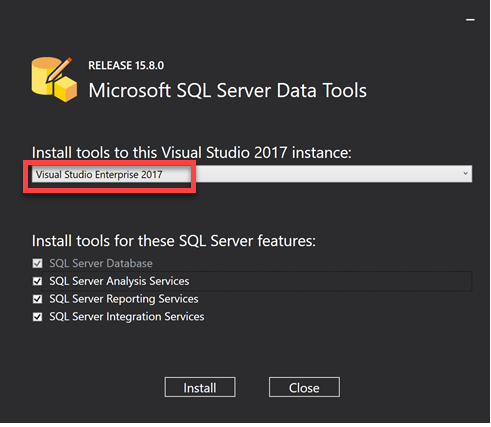 RELEASE 15.8.0
Microsoft SQL Server Data Tools
Install tools to this Visual Studio 2017 instance:
Visual Studio Enterprise 2017
Install tools for these SQL Server features:
SQL Server Database
SQL Server Analysis Services
SQL Server Reporting Services
SQL Server Integration Services
Install Close